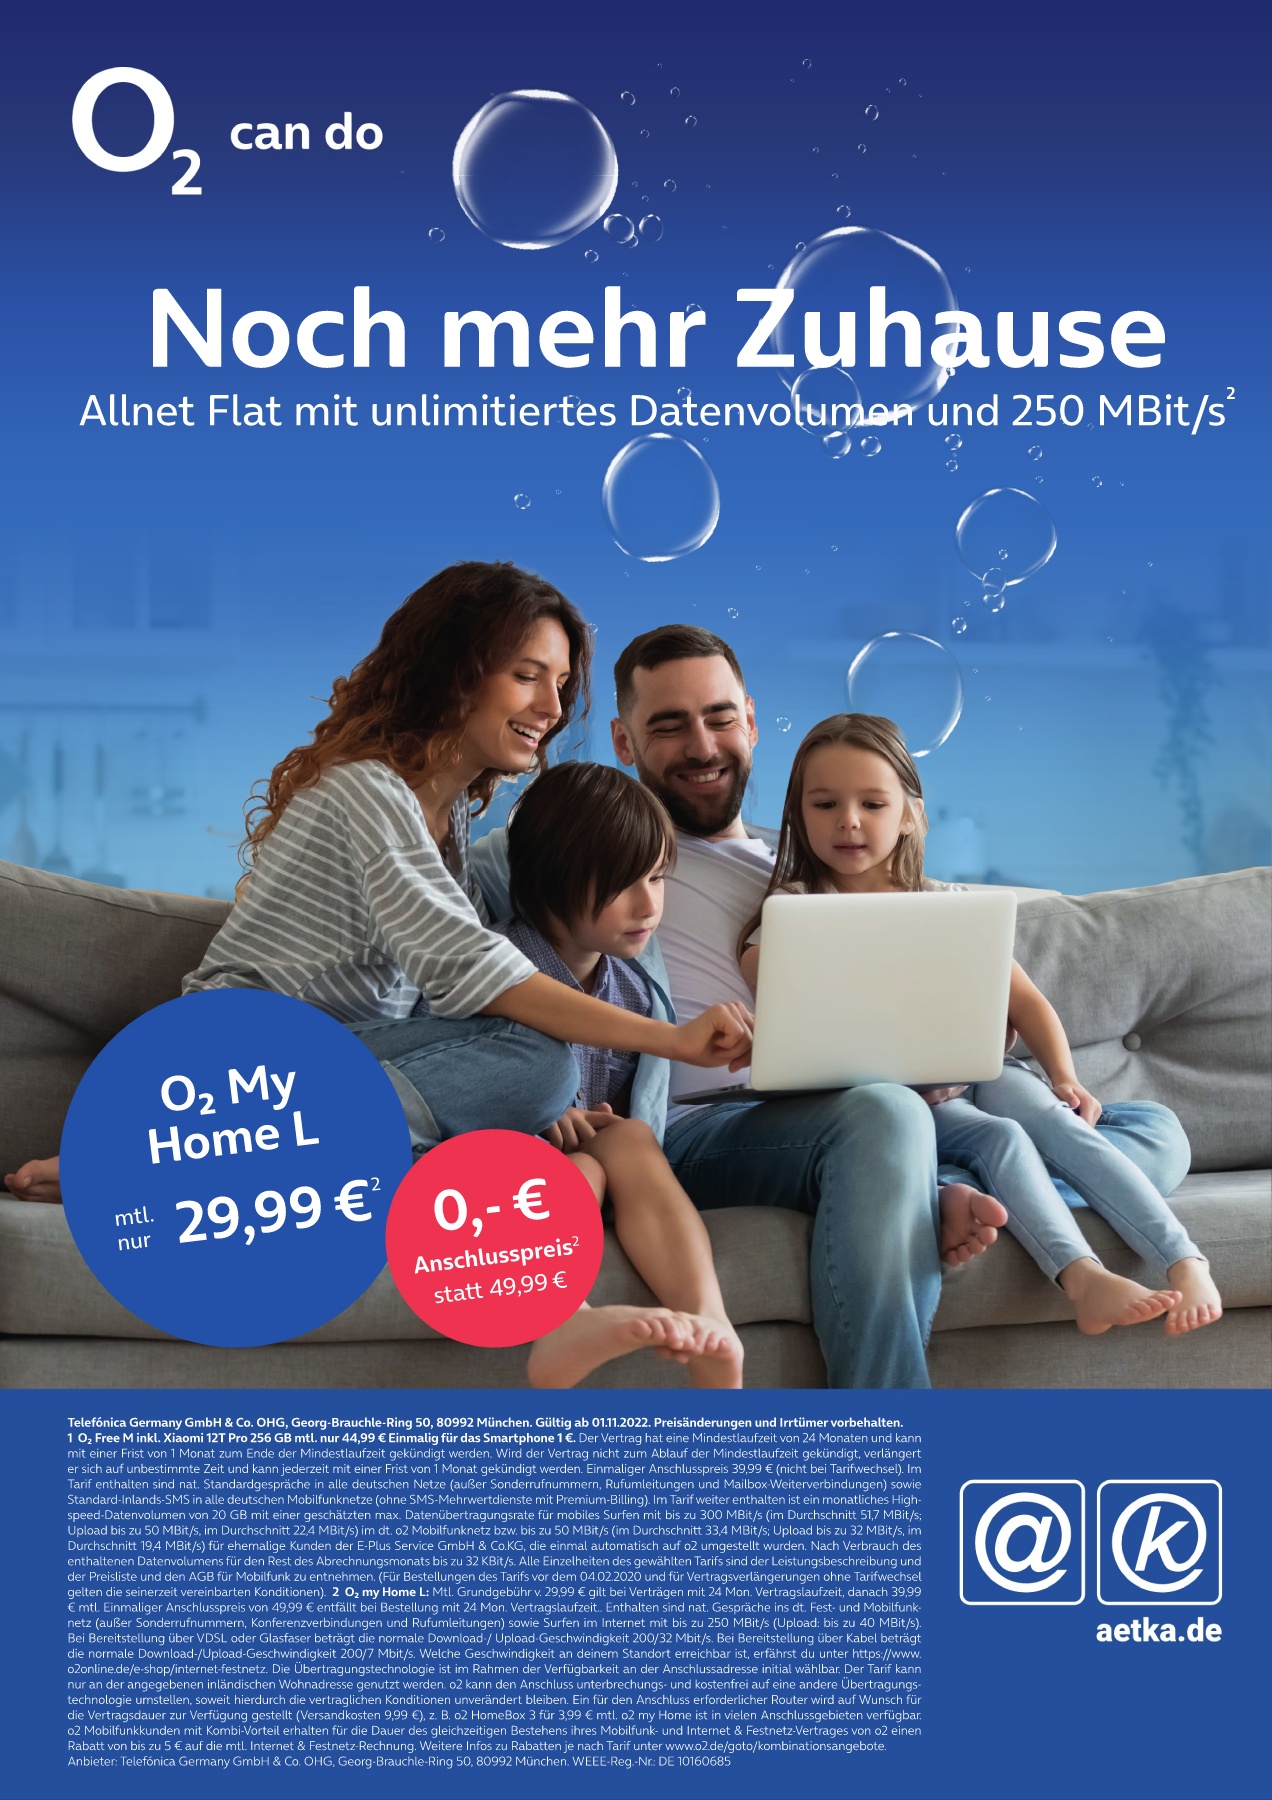 O₂ can do
Noch mehr Zuhause
Allnet Flat mit unlimitiertes Datenvolumen und 250 MBit/s²
O₂ My
Home L
mtl.
nur 29,99 €²
0,- €
Anschlusspreis²
statt 49,99 €
Telefónica Germany GmbH & Co. OHG, Georg-Brauchle-Ring 50, 80992 München. Gültig ab 01.11.2022. Preisänderungen und Irrtümer vorbehalten.
1 O₂ Free M inkl. Xiaomi 12T Pro 256 GB mtl. nur 44,99 € Einmalig für das Smartphone 1 €. Der Vertrag hat eine Mindestlaufzeit von 24 Monaten und kann
mit einer Frist von 1 Monat zum Ende der Mindestlaufzeit gekündigt werden. Wird der Vertrag nicht zum Ablauf der Mindestlaufzeit gekündigt, verlängert
er sich auf unbestimmte Zeit und kann jederzeit mit einer Frist von 1 Monat gekündigt werden. Einmaliger Anschlusspreis 39,99 € (nicht bei Tarifwechsel). Im
Tarif enthalten sind nat. Standardgespräche in alle deutschen Netze (außer Sonderrufnummern, Rufumleitungen und Mailbox-Weiterverbindungen) sowie
Standard-Inlands-SMS in alle deutschen Mobilfunknetze (ohne SMS-Mehrwertdienste mit Premium-Billing). Im Tarif weiter enthalten ist ein monatliches High-
speed-Datenvolumen von 20 GB mit einer geschätzten max. Datenübertragungsrate für mobiles Surfen mit bis zu 300 MBit/s (im Durchschnitt 51,7 MBit/s;
Upload bis zu 50 MBit/s, im Durchschnitt 22,4 MBit/s) im dt. o2 Mobilfunknetz bzw. bis zu 50 MBit/s (im Durchschnitt 33,4 MBit/s; Upload bis zu 32 MBit/s, im
Durchschnitt 19,4 MBit/s) für ehemalige Kunden der E-Plus Service GmbH & Co.KG, die einmal automatisch auf o2 umgestellt wurden. Nach Verbrauch des
enthaltenen Datenvolumens für den Rest des Abrechnungsmonats bis zu 32 KBit/s. Alle Einzelheiten des gewählten Tarifs sind der Leistungsbeschreibung und
der Preisliste und den AGB für Mobilfunk zu entnehmen. (Für Bestellungen des Tarifs vor dem 04.02.2020 und für Vertragsverlängerungen ohne Tarifwechsel
gelten die seinerzeit vereinbarten Konditionen). 2 O₂ my Home L: Mtl. Grundgebühr v. 29,99 € gilt bei Verträgen mit 24 Mon. Vertragslaufzeit, danach 39,99
€ mtl. Einmaliger Anschlusspreis von 49,99 € entfällt bei Bestellung mit 24 Mon. Vertragslaufzeit.. Enthalten sind nat. Gespräche ins dt. Fest- und Mobilfunk-
netz (außer Sonderrufnummern, Konferenzverbindungen und Rufumleitungen) sowie Surfen im Internet mit bis zu 250 MBit/s (Upload: bis zu 40 MBit/s).
Bei Bereitstellung über VDSL oder Glasfaser beträgt die normale Download-/ Upload-Geschwindigkeit 200/32 Mbit/s. Bei Bereitstellung über Kabel beträgt
die normale Download-/Upload-Geschwindigkeit 200/7 Mbit/s. Welche Geschwindigkeit an deinem Standort erreichbar ist, erfährst du unter https://www.
o2online.de/e-shop/internet-festnetz. Die Übertragungstechnologie ist im Rahmen der Verfügbarkeit an der Anschlussadresse initial wählbar. Der Tarif kann
nur an der angegebenen inländischen Wohnadresse genutzt werden. o2 kann den Anschluss unterbrechungs- und kostenfrei auf eine andere Übertragungs-
technologie umstellen, soweit hierdurch die vertraglichen Konditionen unverändert bleiben. Ein für den Anschluss erforderlicher Router wird auf Wunsch für
die Vertragsdauer zur Verfügung gestellt (Versandkosten 9,99 €), z. B. o2 HomeBox 3 für 3,99 € mtl. o2 my Home ist in vielen Anschlussgebieten verfügbar.
o2 Mobilfunkkunden mit Kombi-Vorteil erhalten für die Dauer des gleichzeitigen Bestehens ihres Mobilfunk- und Internet & Festnetz-Vertrages von o2 einen
Rabatt von bis zu 5 € auf die mtl. Internet & Festnetz-Rechnung. Weitere Infos zu Rabatten je nach Tarif unter www.o2.de/goto/kombinationsangebote.
Anbieter: Telefónica Germany GmbH & Co. OHG, Georg-Brauchle-Ring 50, 80992 München. WEEE-Reg.-Nr.: DE 10160685
@ k
aetka.de